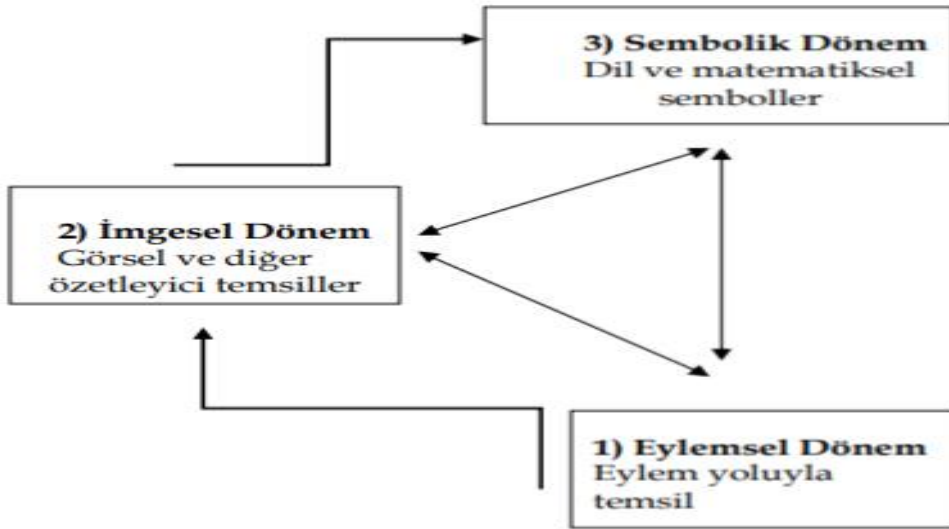 3) Sembolik Dönem
Dil ve matematiksel
semboller
2) İmgesel Dönem
Görsel ve diğer
özetleyici temsiller
1) Eylemsel Dönem
Eylem yoluyla
temsil